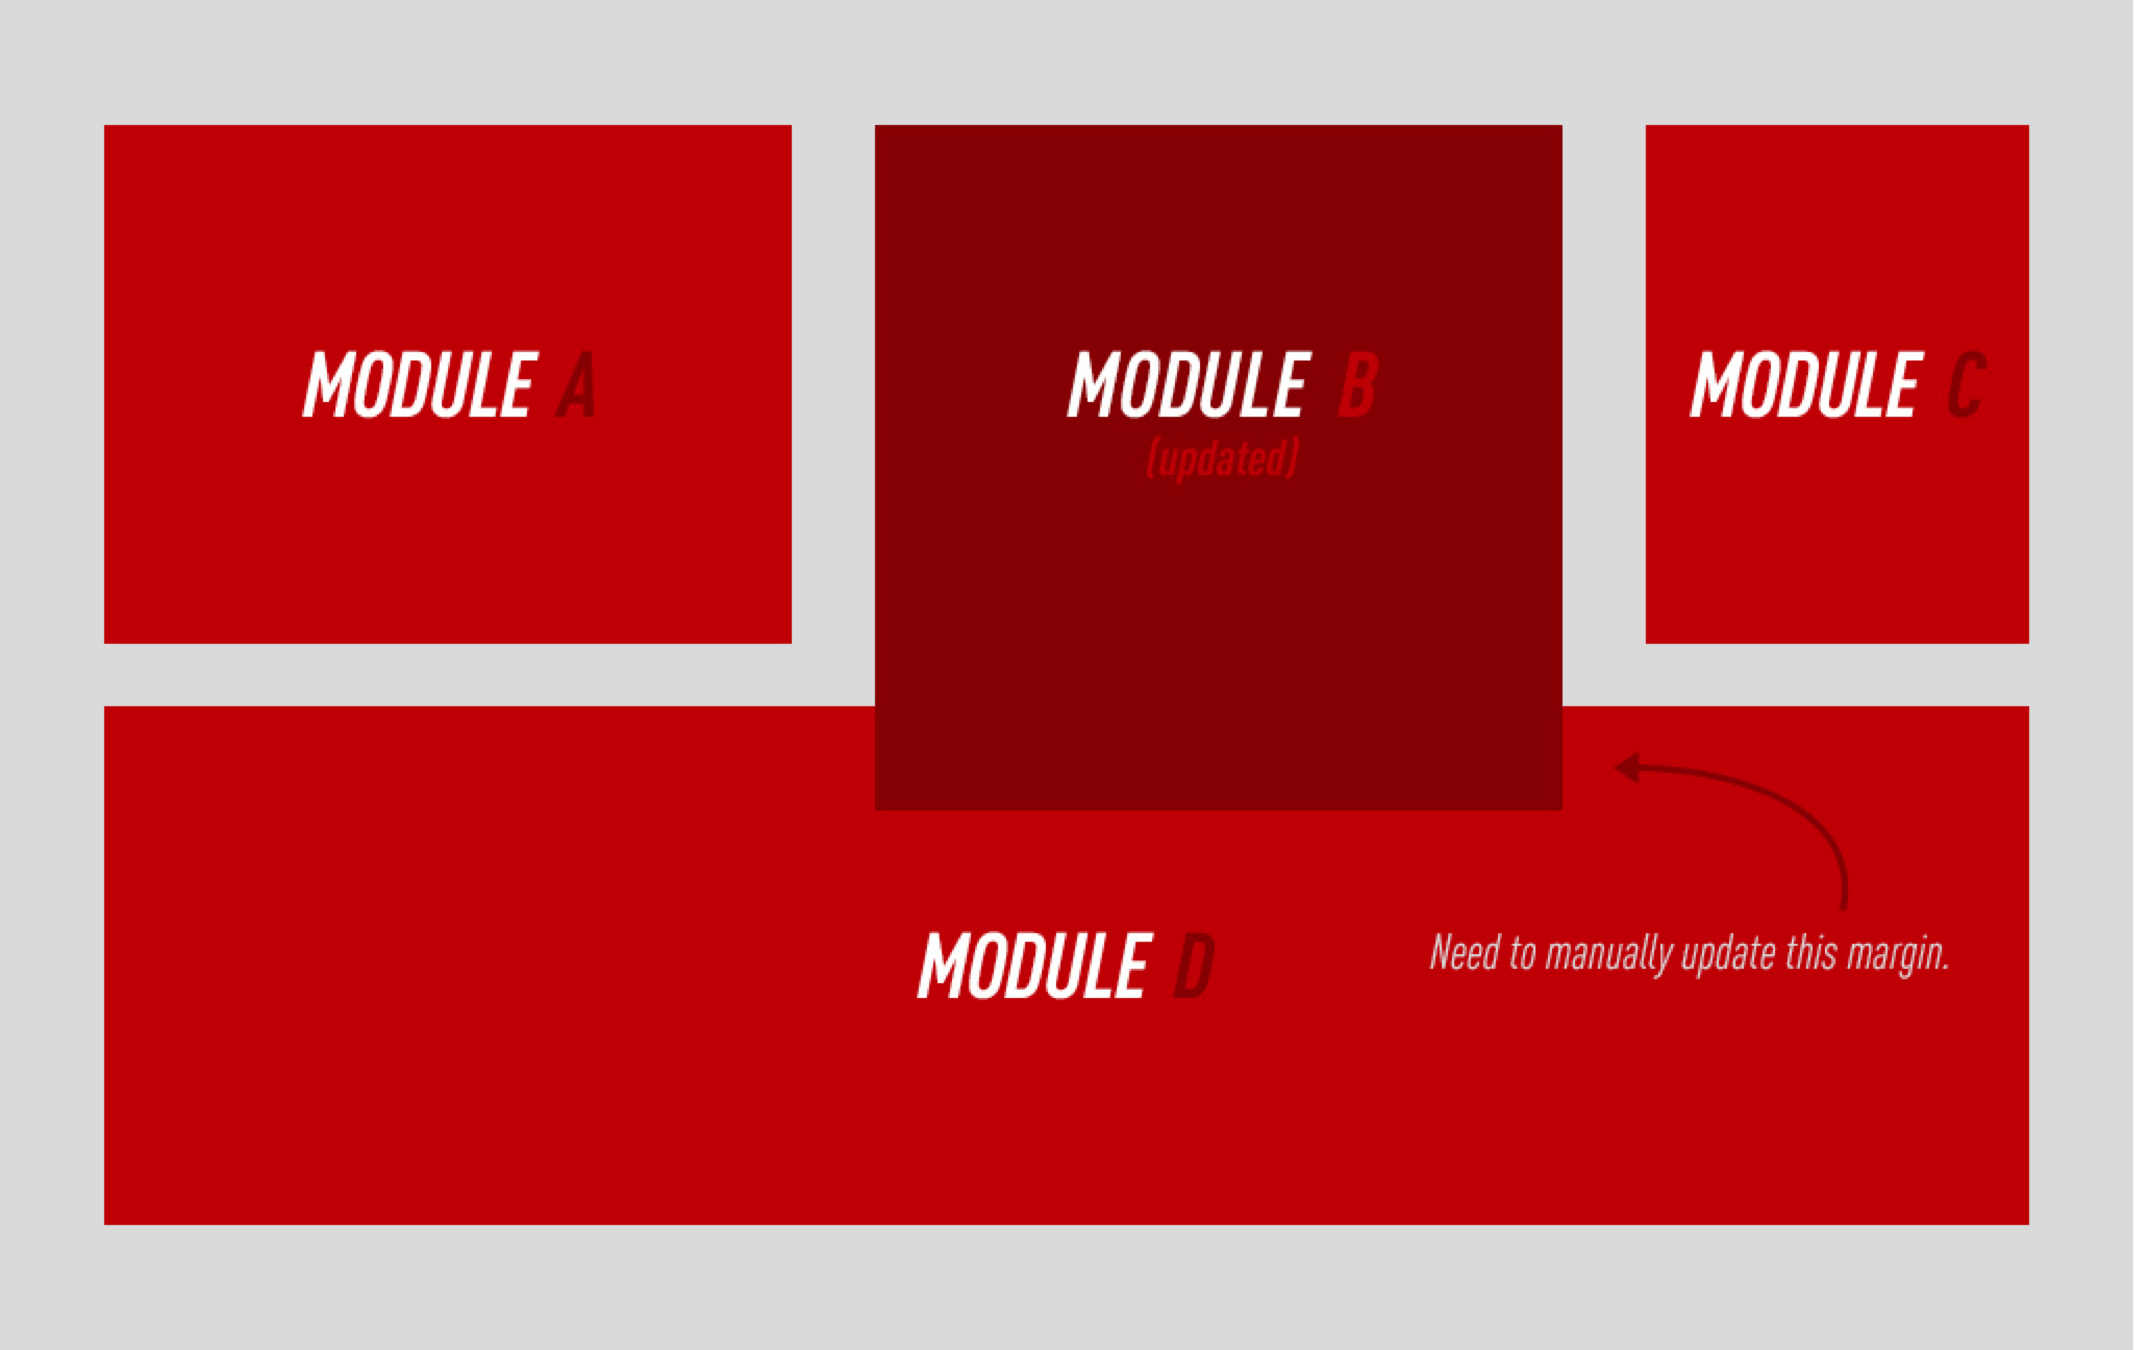 MODULE A
MODULE B
(updated)
MODULE C
MODULE D
Need to manually update this margin.